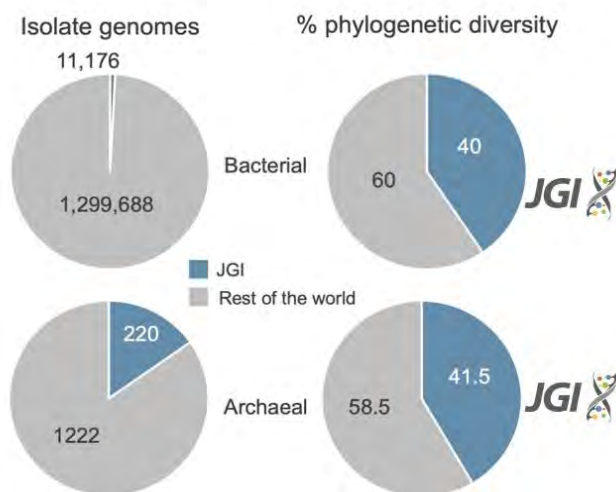 Isolate genomes
% phylogenetic diversity
11,176
1,299,688
Bacterial
60
40
JGI
JGI
Rest of the world
220
1222
Archaeal
58.5
41.5
JGI